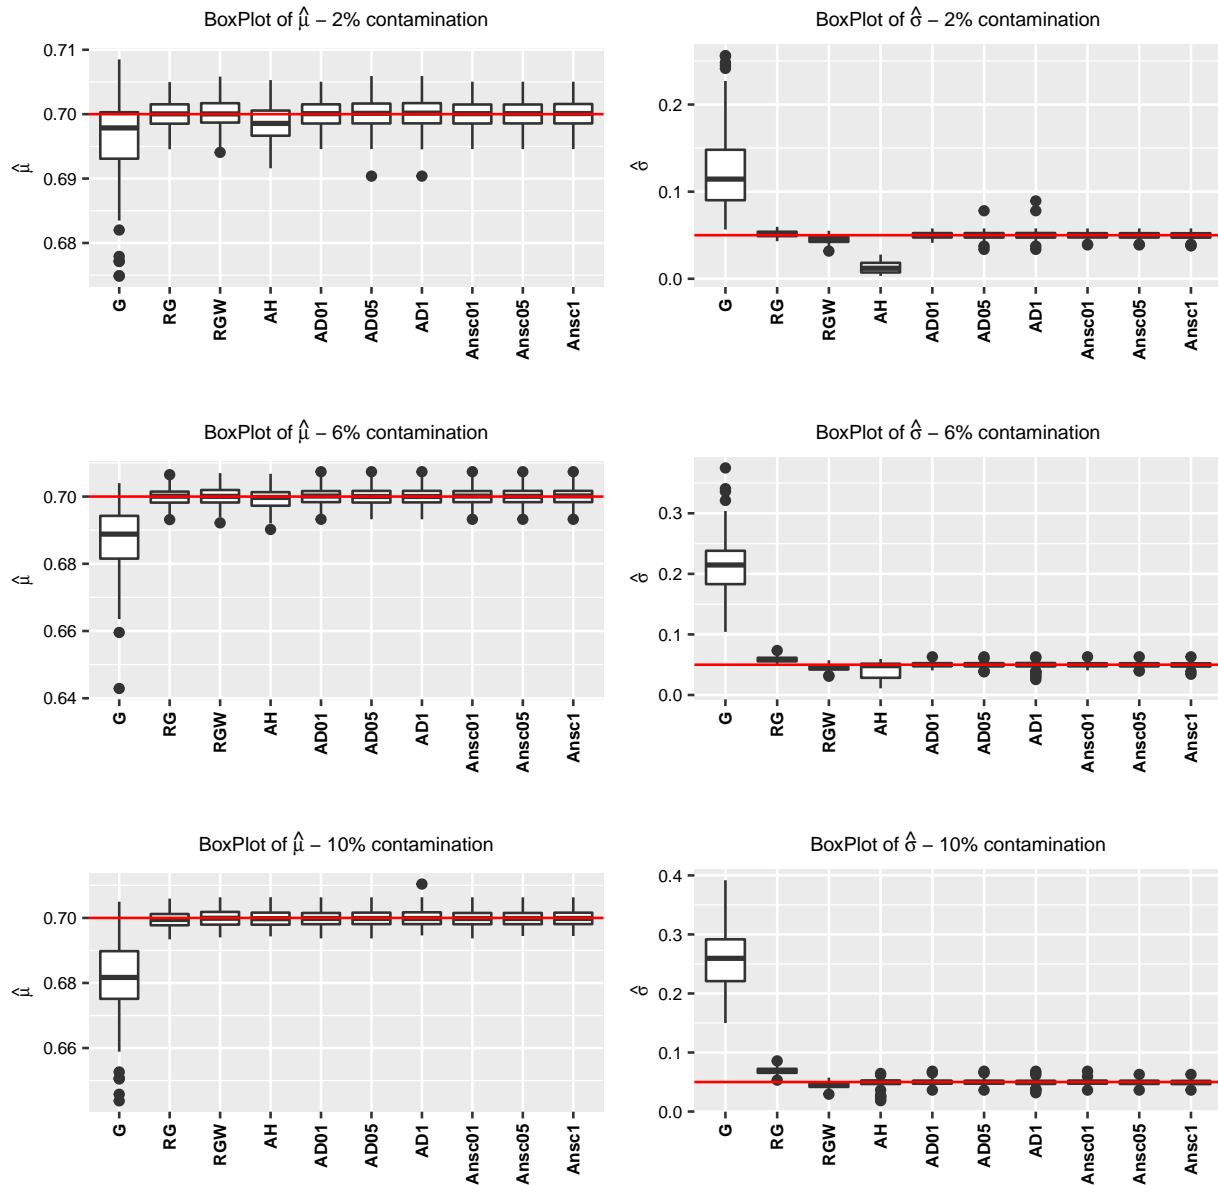 BoxPlot of μ̂ – 2% contamination
0.71
0.70
0.69
0.68
μ̂
G RG RGW AH AD01 AD05 AD1 Ansc01 Ansc05 Ansc1
BoxPlot of σ̂ – 2% contamination
0.2
0.1
0.0
σ̂
G RG RGW AH AD01 AD05 AD1 Ansc01 Ansc05 Ansc1
BoxPlot of μ̂ – 6% contamination
0.70
0.68
0.66
0.64
μ̂
G RG RGW AH AD01 AD05 AD1 Ansc01 Ansc05 Ansc1
BoxPlot of σ̂ – 6% contamination
0.3
0.2
0.1
0.0
σ̂
G RG RGW AH AD01 AD05 AD1 Ansc01 Ansc05 Ansc1
BoxPlot of μ̂ – 10% contamination
0.70
0.68
0.66
μ̂
G RG RGW AH AD01 AD05 AD1 Ansc01 Ansc05 Ansc1
BoxPlot of σ̂ – 10% contamination
0.4
0.3
0.2
0.1
0.0
σ̂
G RG RGW AH AD01 AD05 AD1 Ansc01 Ansc05 Ansc1